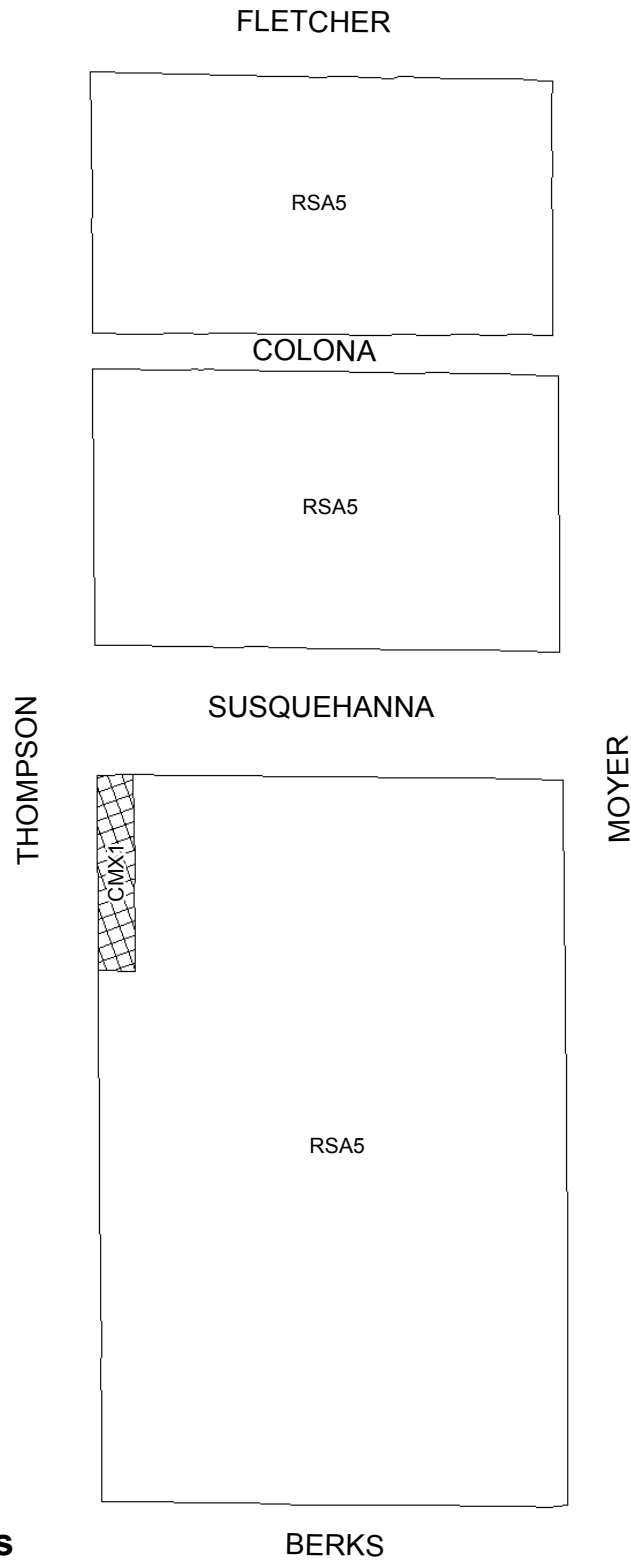 FLETCHER
RSA5
COLONA
RSA5
SUSQUEHANNA
THOMPSON
MOYER
CMX1
RSA5
s
BERKS